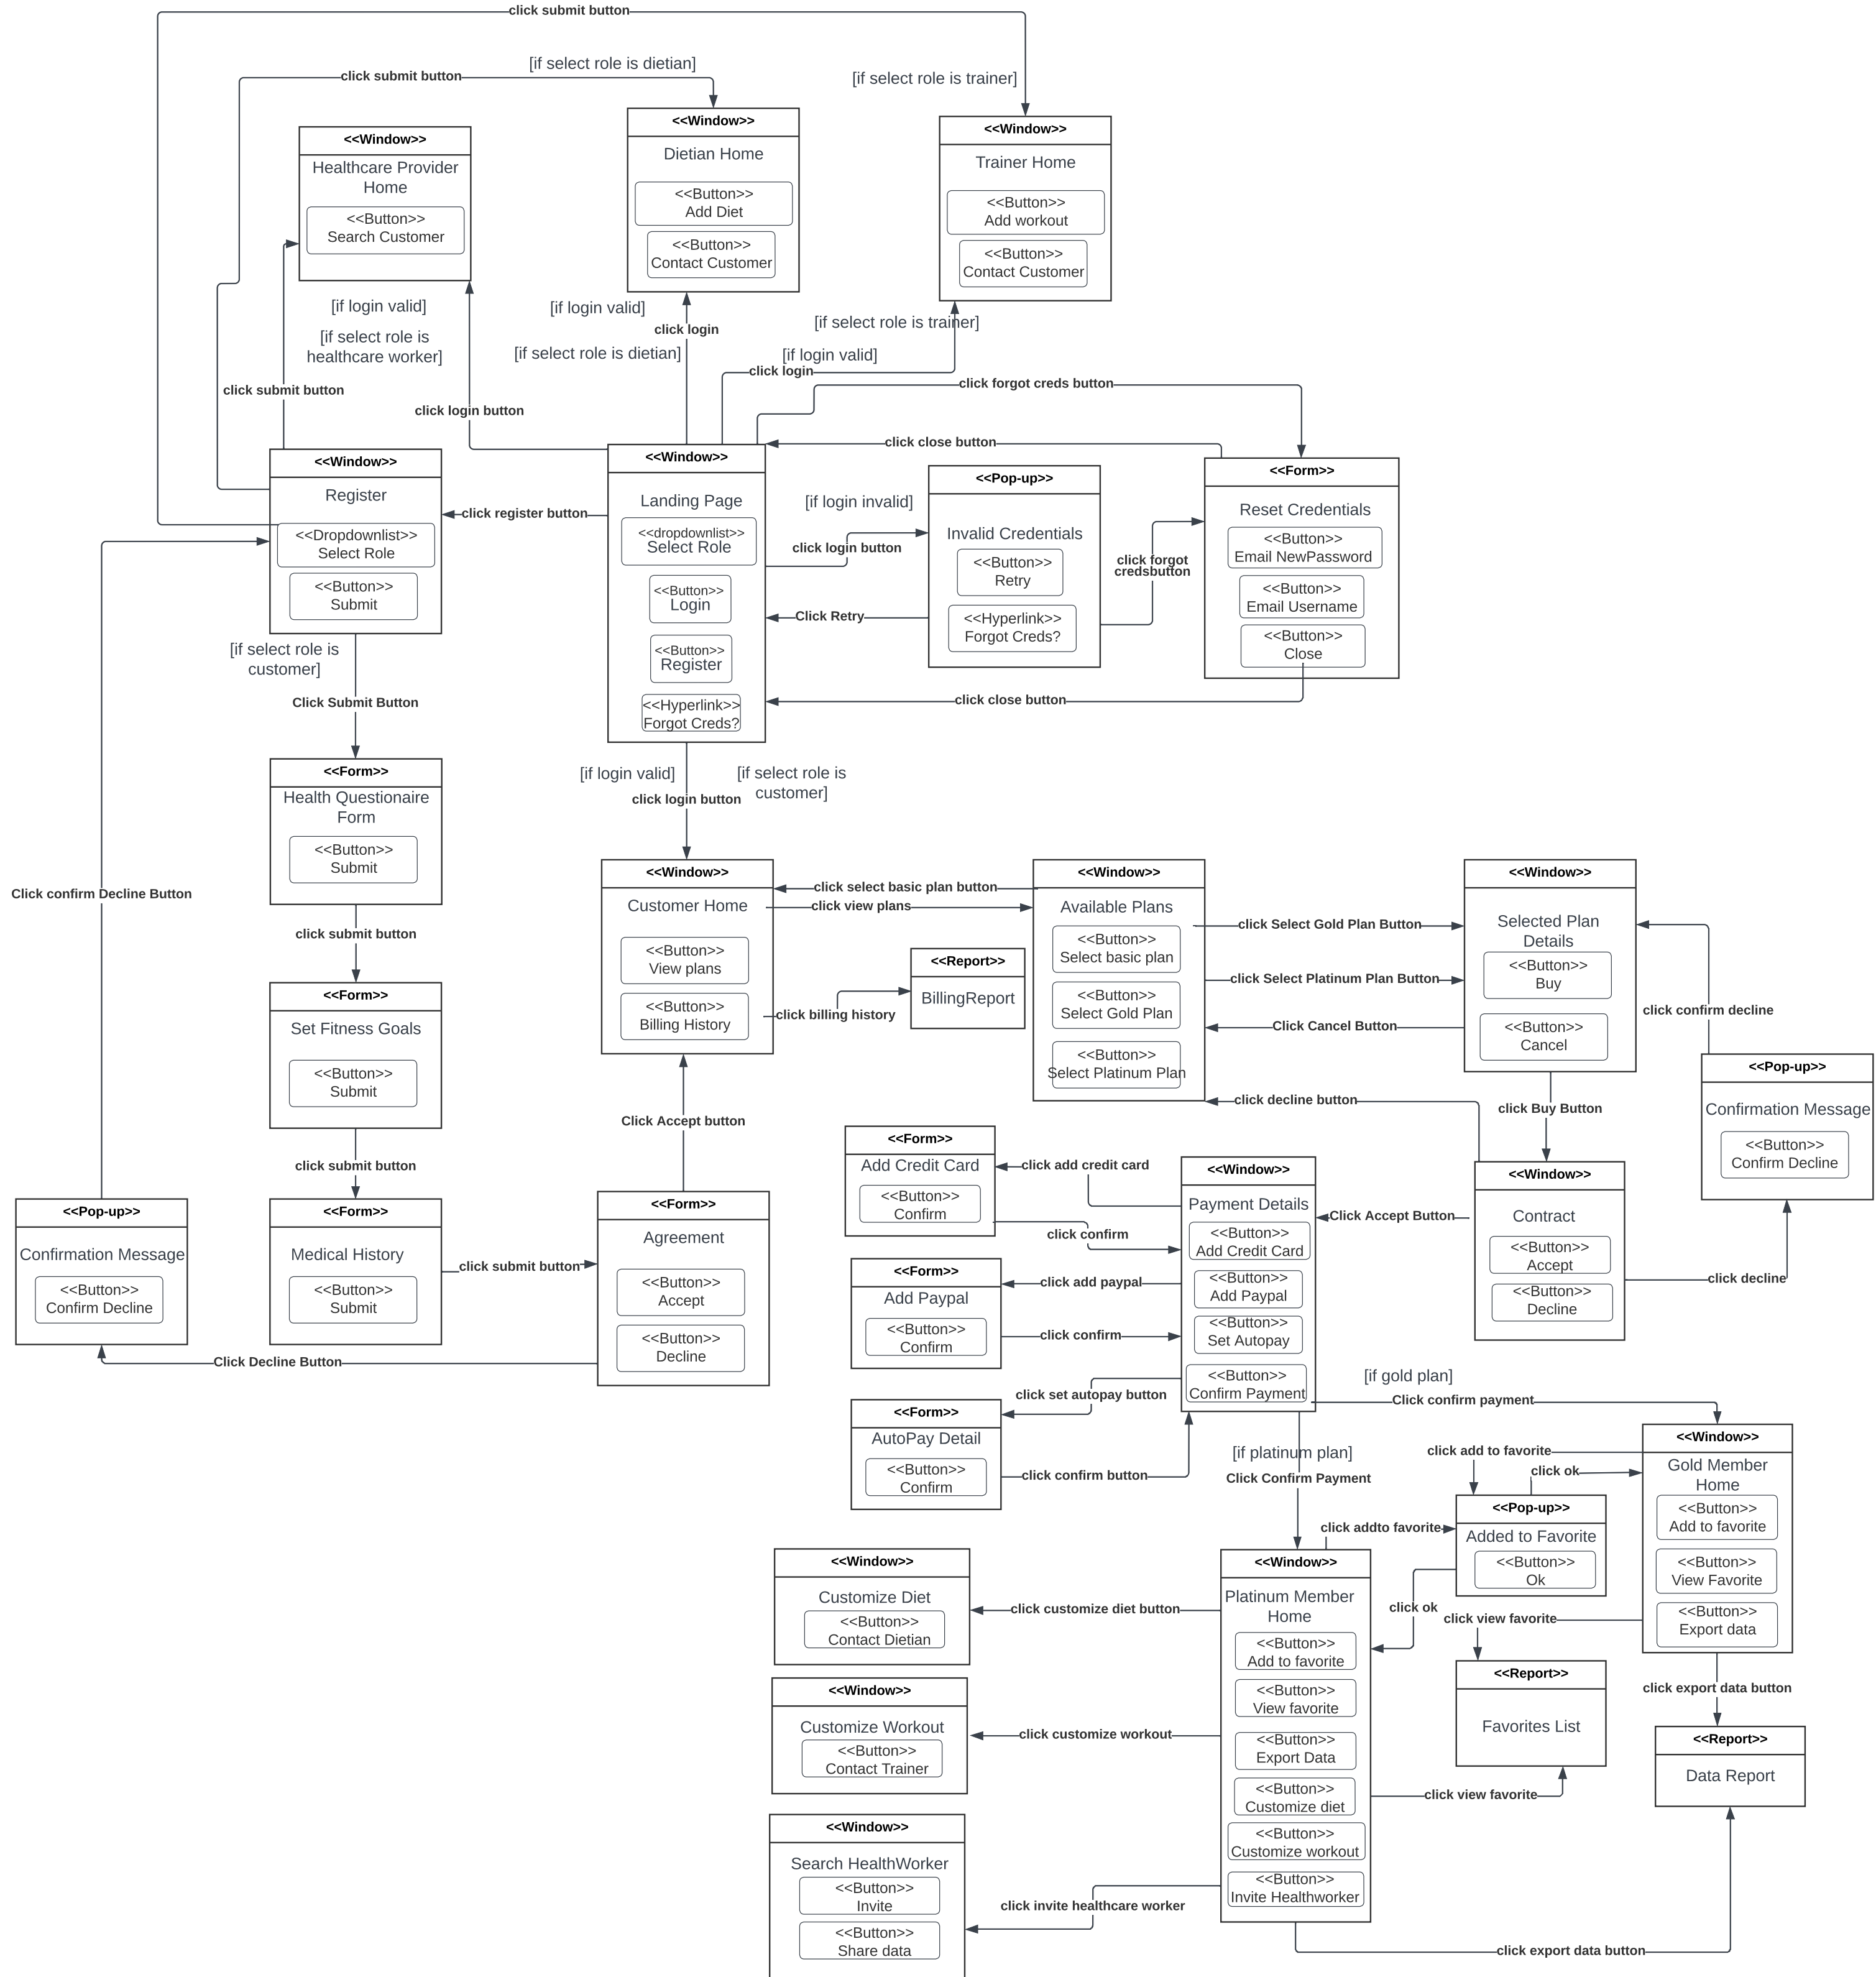 click submit button
[if select role is dietian]
click submit button
[if select role is trainer]
<<Window>>
Healthcare Provider
Home
<<Button>>
Search Customer
<<Window>>
Dietian Home
<<Button>>
Add Diet
<<Button>>
Contact Customer
<<Window>>
Trainer Home
<<Button>>
Add workout
<<Button>>
Contact Customer
[if login valid]
[if select role is
healthcare worker]
click submit button
click login button
[if login valid]
click login
[if select role is dietian]
[if select role is trainer]
[if login valid]
click login
click forgot creds button
click close button
<<Window>>
Register
<<Dropdownlist>>
Select Role
<<Button>>
Submit
click register button
<<Window>>
Landing Page
<<dropdownlist>>
Select Role
<<Button>>
Login
<<Button>>
Register
<<Hyperlink>>
Forgot Creds?
[if login invalid]
click login button
Click Retry
<<Pop-up>>
Invalid Credentials
<<Button>>
Retry
<<Hyperlink>>
Forgot Creds?
click forgot
credsbutton
<<Form>>
Reset Credentials
<<Button>>
Email NewPassword
<<Button>>
Email Username
<<Button>>
Close
click close button
[if select role is
customer]
Click Submit Button
<<Form>>
Health Questionaire
Form
<<Button>>
Submit
click submit button
<<Form>>
Set Fitness Goals
<<Button>>
Submit
click submit button
<<Form>>
Medical History
<<Button>>
Submit
click submit button
Click confirm Decline Button
<<Pop-up>>
Confirmation Message
<<Button>>
Confirm Decline
Click Decline Button
[if login valid]
[if select role is
customer]
click login button
<<Window>>
Customer Home
<<Button>>
View plans
<<Button>>
Billing History
click select basic plan button
click view plans
click billing history
<<Report>>
BillingReport
Click Accept button
<<Form>>
Agreement
<<Button>>
Accept
<<Button>>
Decline
<<Window>>
Available Plans
<<Button>>
Select basic plan
<<Button>>
Select Gold Plan
<<Button>>
Select Platinum Plan
click Select Gold Plan Button
click Select Platinum Plan Button
Click Cancel Button
click decline button
<<Window>>
Selected Plan
Details
<<Button>>
Buy
<<Button>>
Cancel
click confirm decline
<<Pop-up>>
Confirmation Message
<<Button>>
Confirm Decline
click Buy Button
<<Window>>
Contract
<<Button>>
Accept
<<Button>>
Decline
click decline
Click Accept Button
<<Form>>
Add Credit Card
<<Button>>
Confirm
click add credit card
click confirm
<<Window>>
Payment Details
<<Button>>
Add Credit Card
<<Button>>
Add Paypal
<<Button>>
Set Autopay
<<Button>>
Confirm Payment
<<Form>>
Add Paypal
<<Button>>
Confirm
click add paypal
click confirm
click set autopay button
<<Form>>
AutoPay Detail
<<Button>>
Confirm
click confirm button
[if gold plan]
Click confirm payment
[if platinum plan]
Click Confirm Payment
<<Window>>
Gold Member
Home
<<Button>>
Add to favorite
<<Button>>
View Favorite
<<Button>>
Export data
click add to favorite
click ok
<<Pop-up>>
Added to Favorite
<<Button>>
Ok
click addto favorite
click ok
click view favorite
<<Report>>
Favorites List
click export data button
<<Report>>
Data Report
<<Window>>
Platinum Member
Home
<<Button>>
Add to favorite
<<Button>>
View favorite
<<Button>>
Export Data
<<Button>>
Customize diet
<<Button>>
Customize workout
<<Button>>
Invite Healthworker
click view favorite
click export data button
<<Window>>
Customize Diet
<<Button>>
Contact Dietian
click customize diet button
<<Window>>
Customize Workout
<<Button>>
Contact Trainer
click customize workout
<<Window>>
Search HealthWorker
<<Button>>
Invite
<<Button>>
Share data
click invite healthcare worker